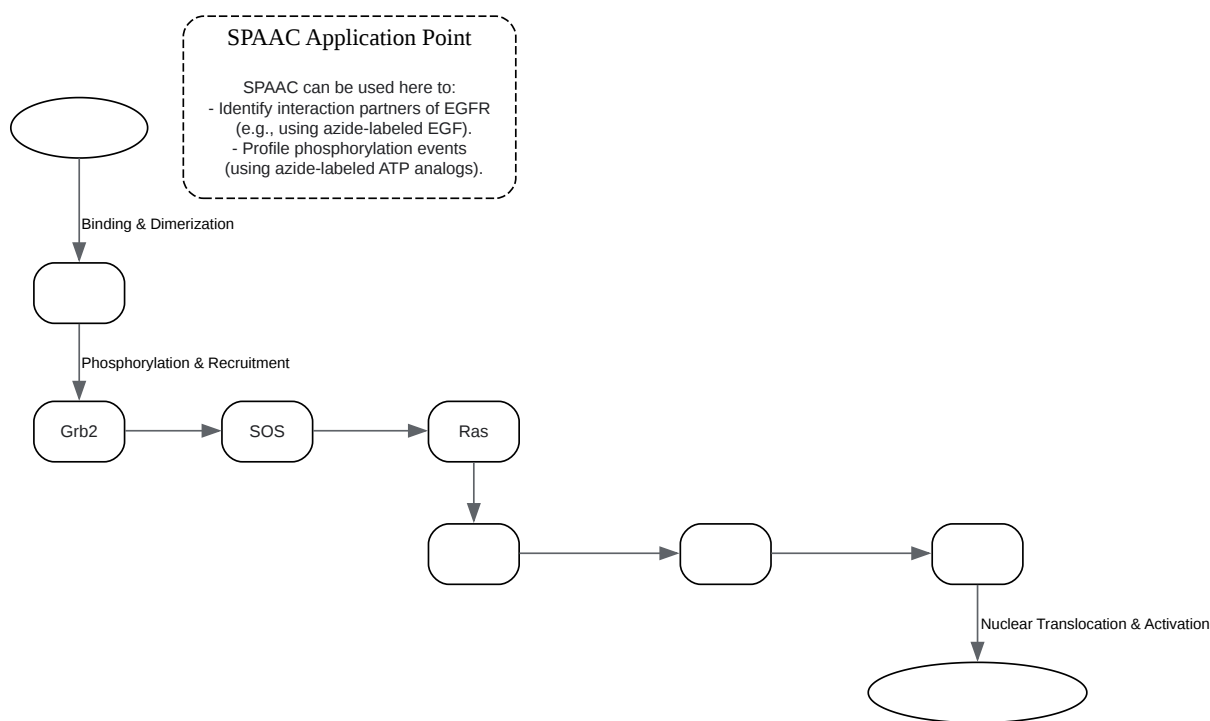 SPAAC Application Point
SPAAC can be used here to:
- Identify interaction partners of EGFR
(e.g., using azide-labeled EGF).
- Profile phosphorylation events
(using azide-labeled ATP analogs).
Binding & Dimerization
Phosphorylation & Recruitment
Grb2
SOS
Ras
Nuclear Translocation & Activation